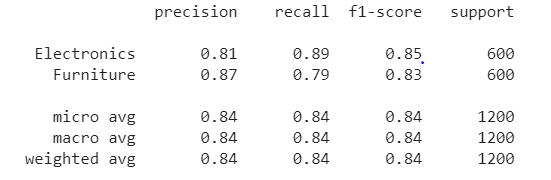 precision recall f1-score support
Electronics 0.81 0.89 0.85 600
Furniture 0.87 0.79 0.83 600
micro avg 0.84 0.84 0.84 1200
macro avg 0.84 0.84 0.84 1200
weighted avg 0.84 0.84 0.84 1200